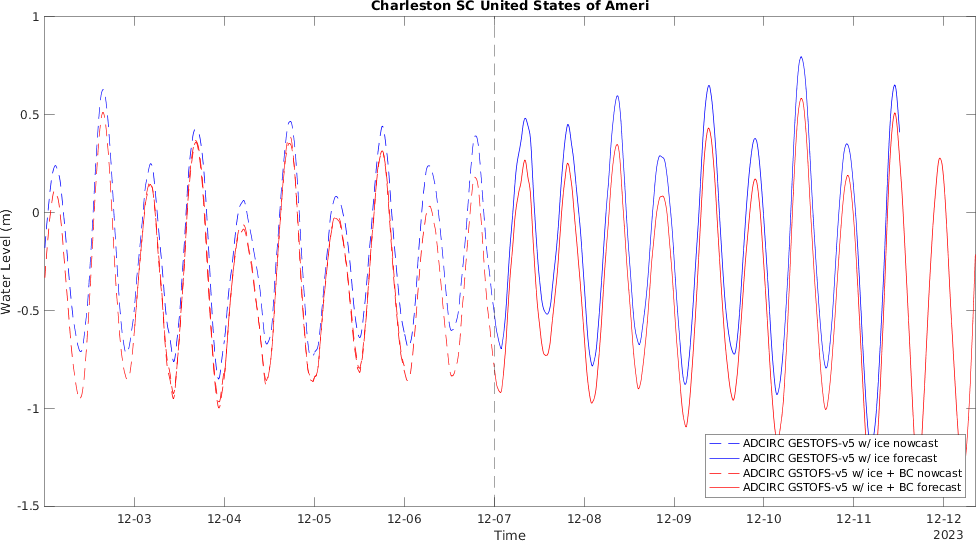 Charleston SC United States of Ameri
1
0.5
0
-0.5
-1
-1.5
Water Level (m)
12-03 12-04 12-05 12-06 12-07 12-08 12-09 12-10 12-11 12-12
Time
2023
ADCIRC GESTOFS-v5 w/ ice nowcast
ADCIRC GESTOFS-v5 w/ ice forecast
ADCIRC GSTOFS-v5 w/ ice + BC nowcast
ADCIRC GSTOFS-v5 w/ ice + BC forecast